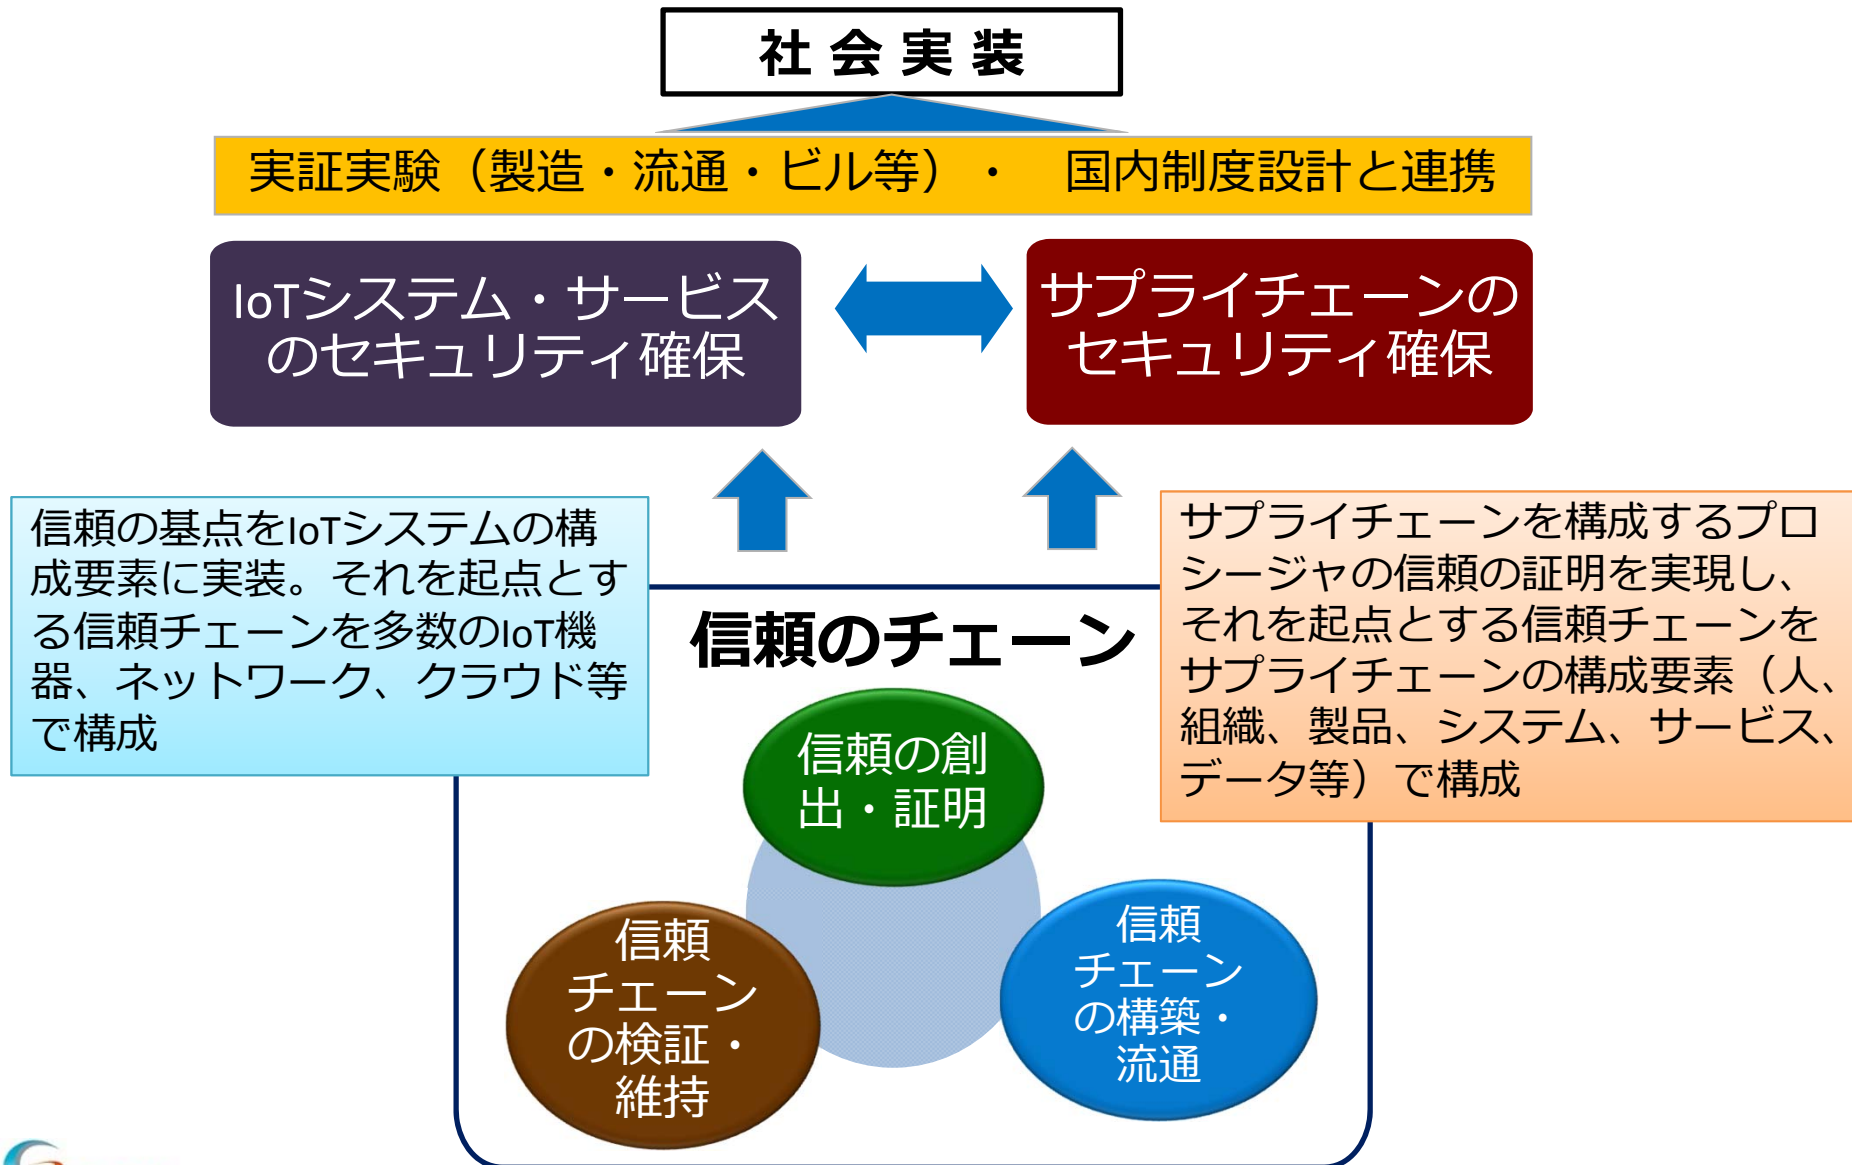 社会実装
実証実験（製造・流通・ビル等）・　国内制度設計と連携
IoTシステム・サービス
のセキュリティ確保
サプライチェーンの
セキュリティ確保
信頼の基点をIoTシステムの構
成要素に実装。それを起点とす
る信頼チェーンを多数のIoT機
器、ネットワーク、クラウド等
で構成
サプライチェーンを構成するプロ
シージャの信頼の証明を実現し、
それを起点とする信頼チェーンを
サプライチェーンの構成要素（人、
組織、製品、システム、サービス、
データ等）で構成
信頼のチェーン
信頼の創
出・証明
信頼
チェーン
の検証・
維持
信頼
チェーン
の構築・
流通